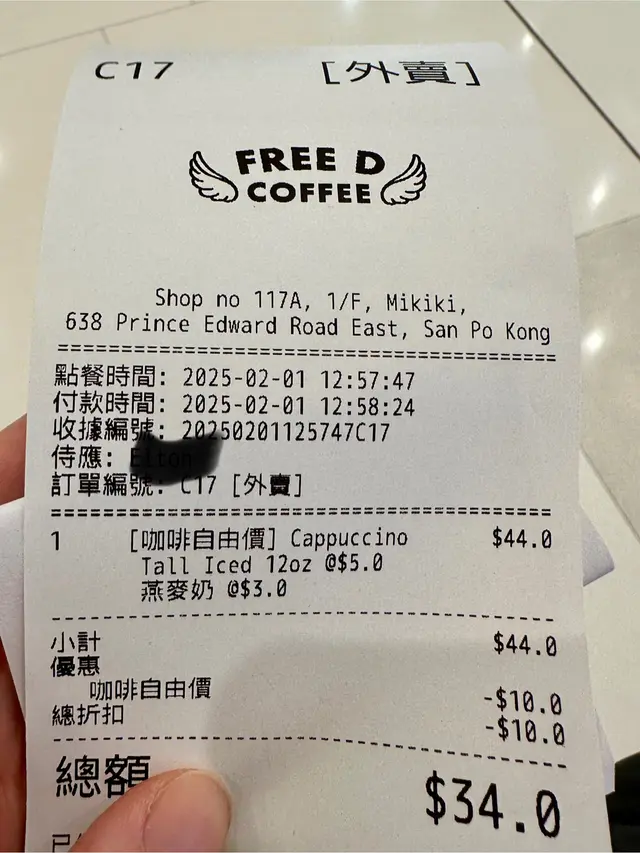 C17 [外賣]
FREE D
COFFEE
Shop no 117A, 1/F, Mikiki,
638 Prince Edward Road East, San Po Kong
點餐時間: 2025-02-01 12:57:47
付款時間: 2025-02-01 12:58:24
收據編號: 20250201125747C17
侍應:
訂單編號: C17 [外賣]
1 [咖啡自由價] Cappuccino $44.0
Tall Iced 12oz @$5.0
燕麥奶 @$3.0
小計 $44.0
優惠
咖啡自由價 -$10.0
總折扣 -$10.0
總額 $34.0